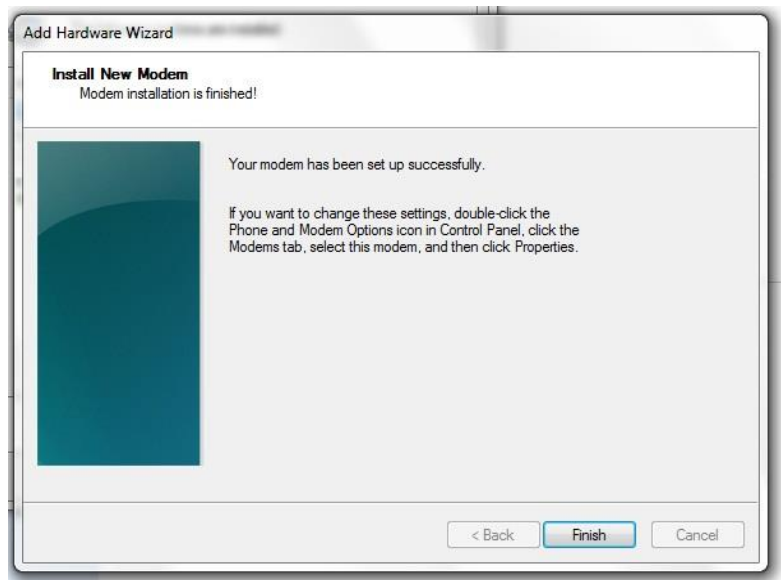 Add Hardware Wizard
Install New Modem
Modem installation is finished!
Your modem has been set up successfully.
If you want to change these settings, double-click the
Phone and Modem Options icon in Control Panel, click the
Modems tab, select this modem, and then click Properties.
< Back Finish Cancel